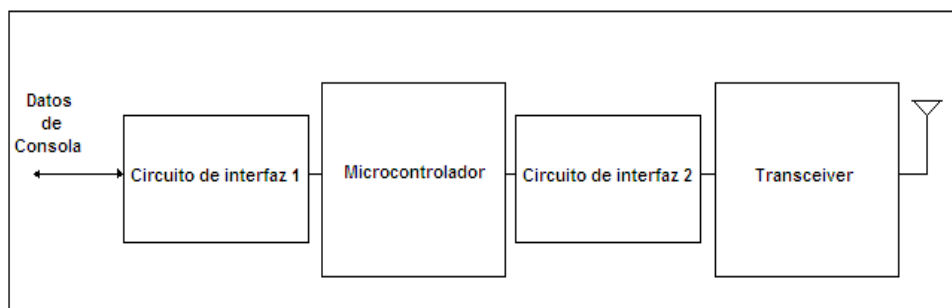 Datos
de
Consola
Circuito de interfaz 1
Microcontrolador
Circuito de interfaz 2
Transceiver